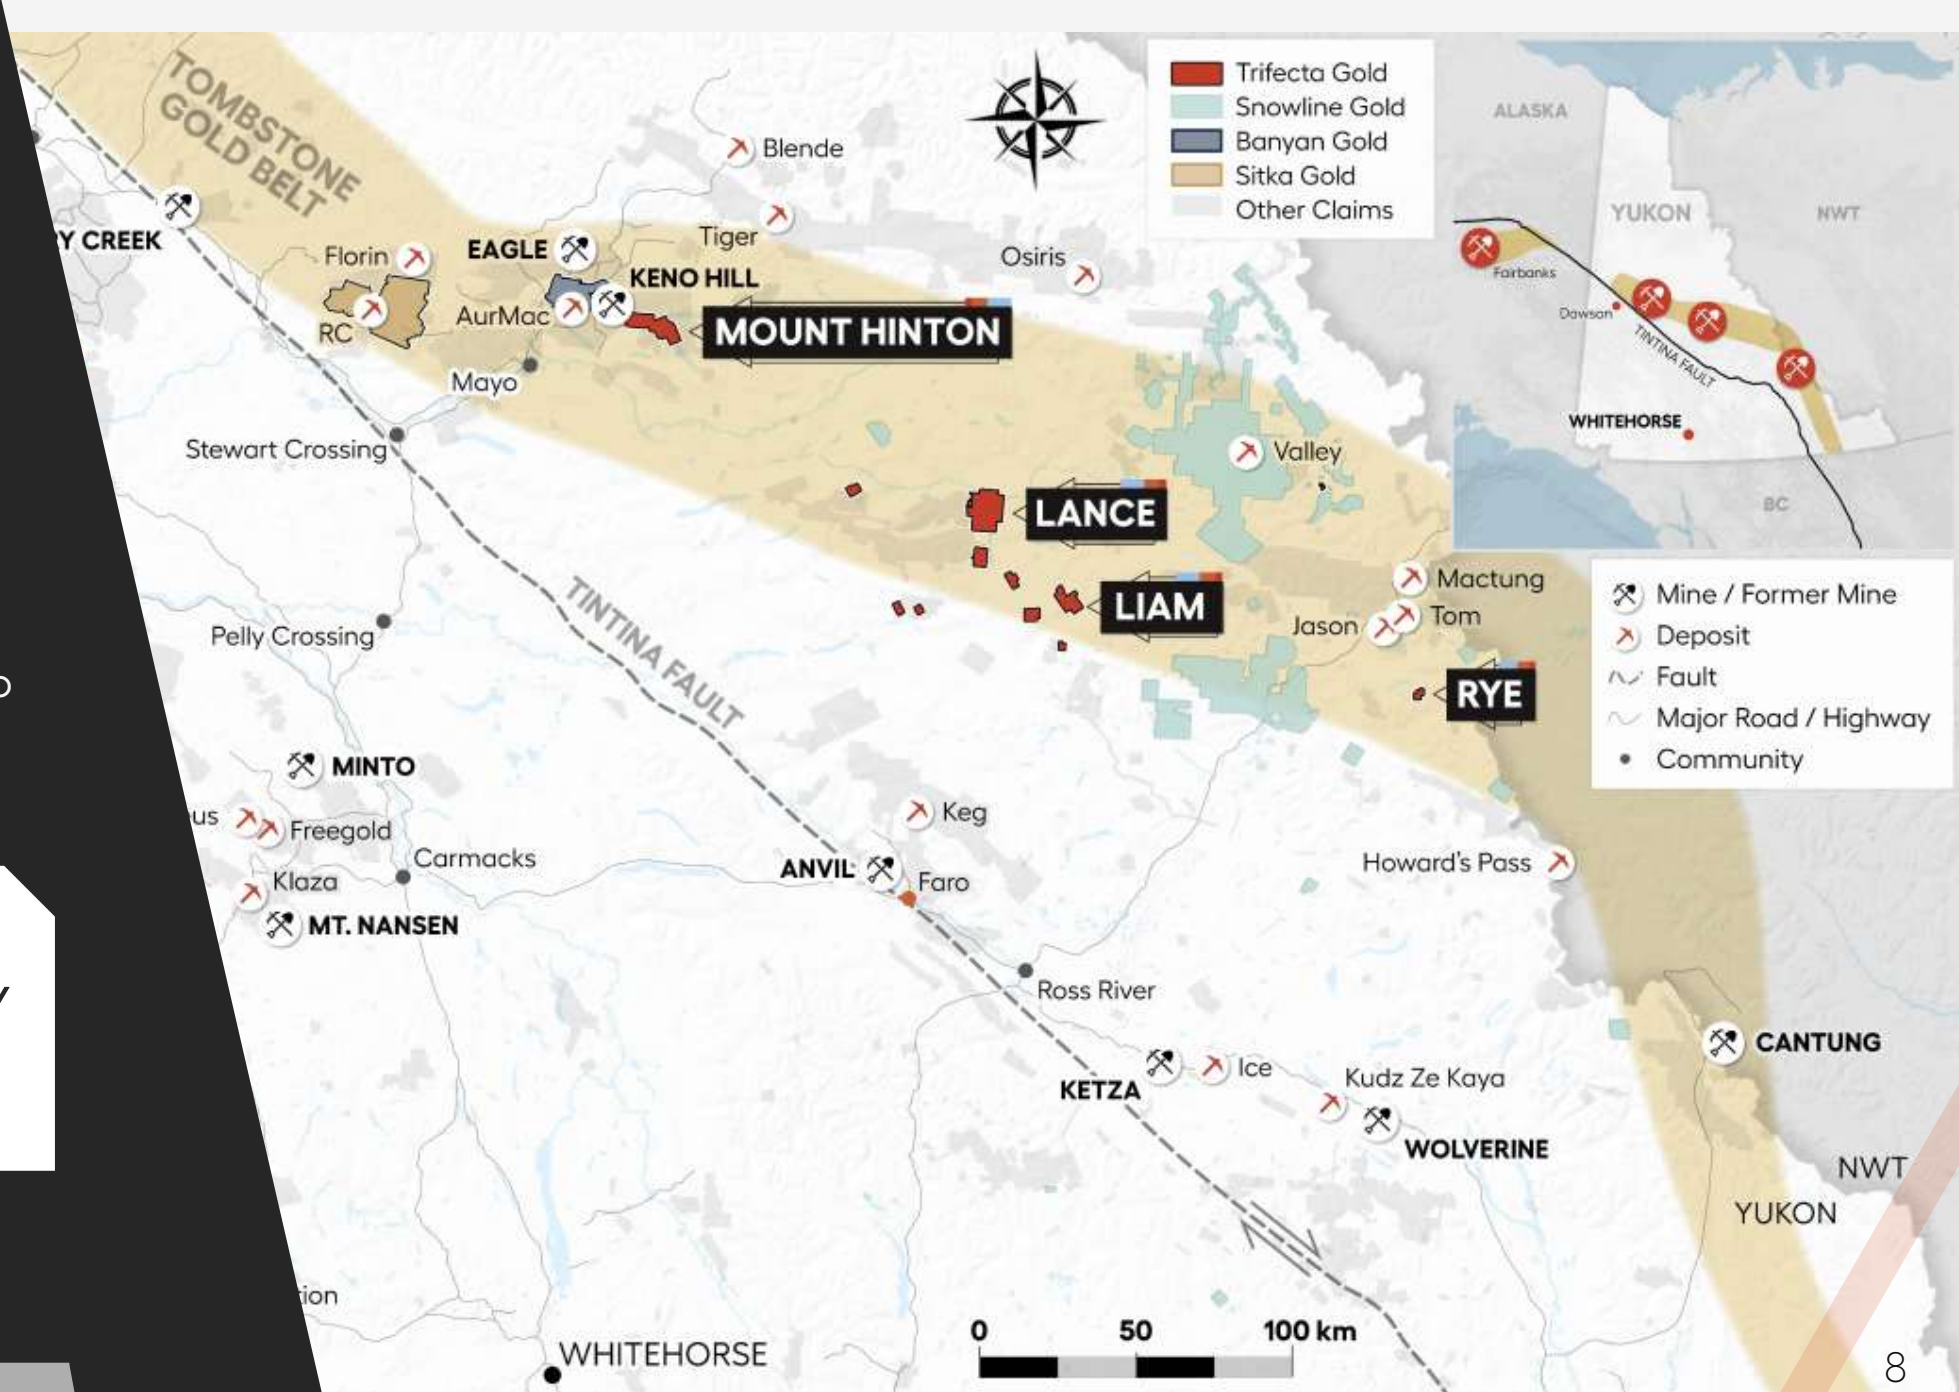 TOMBSTONE
GOLD BELT
Trifecta Gold
Snowline Gold
Banyan Gold
Sitka Gold
Other Claims
ALASKA
YUKON
NWT
Fairbanks
Dawson
TINTINA FAULT
WHITEHORSE
BC
Blende
Tiger
Osiris
RY CREEK
Florin
EAGLE
KENO HILL
RC
AurMac
MOUNT HINTON
Mayo
Stewart Crossing
Valley
LANCE
LIAM
Mactung
Tom
Jason
RYE
Mine / Former Mine
Deposit
Fault
Major Road / Highway
Community
Pelly Crossing
TINTINA FAULT
MINTO
us
Freegold
Keg
Carmacks
Klaza
MT. NANSEN
ANVIL
Faro
Howard's Pass
Ross River
CANTUNG
KETZA
Ice
Kudz Ze Kaya
WOLVERINE
NWT
YUKON
tion
WHITEHORSE
0 50 100 km
8